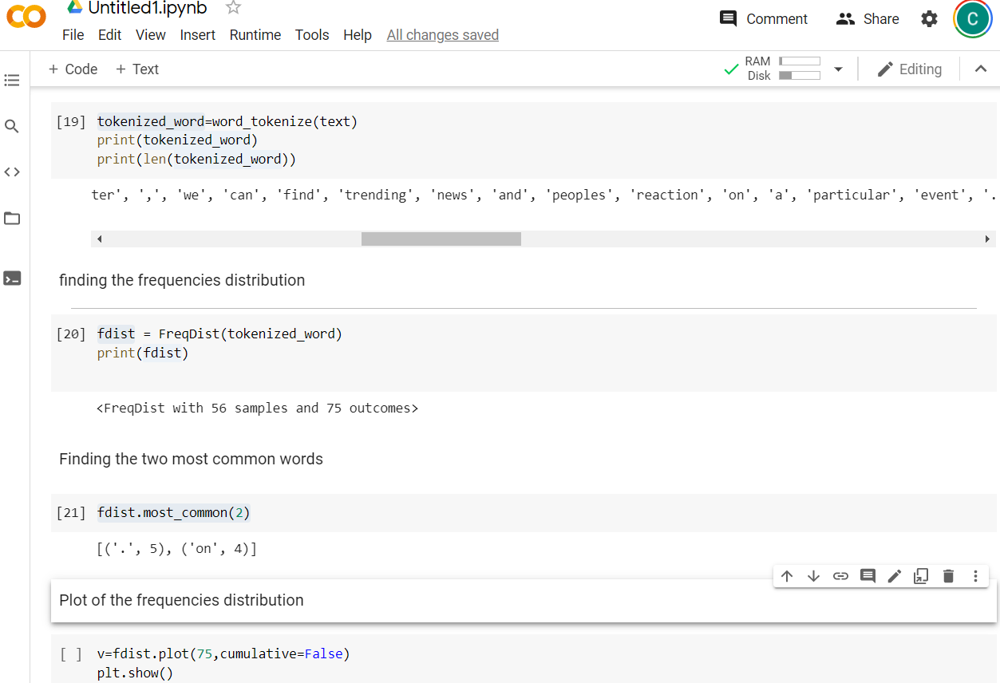 Untitled1.ipynb
File Edit View Insert Runtime Tools Help All changes saved
Comment Share C
+ Code + Text
RAM
Disk
Editing
[19] tokenized_word=word_tokenize(text)
print(tokenized_word)
print(len(tokenized_word))
ter', ',', 'we', 'can', 'find', 'trending', 'news', 'and', 'peoples', 'reaction', 'on', 'a', 'particular', 'event', '.
finding the frequencies distribution
[20] fdist = FreqDist(tokenized_word)
print(fdist)
<FreqDist with 56 samples and 75 outcomes>
Finding the two most common words
[21] fdist.most_common(2)
[('.', 5), ('on', 4)]
Plot of the frequencies distribution
[ ] v=fdist.plot(75,cumulative=False)
plt.show()